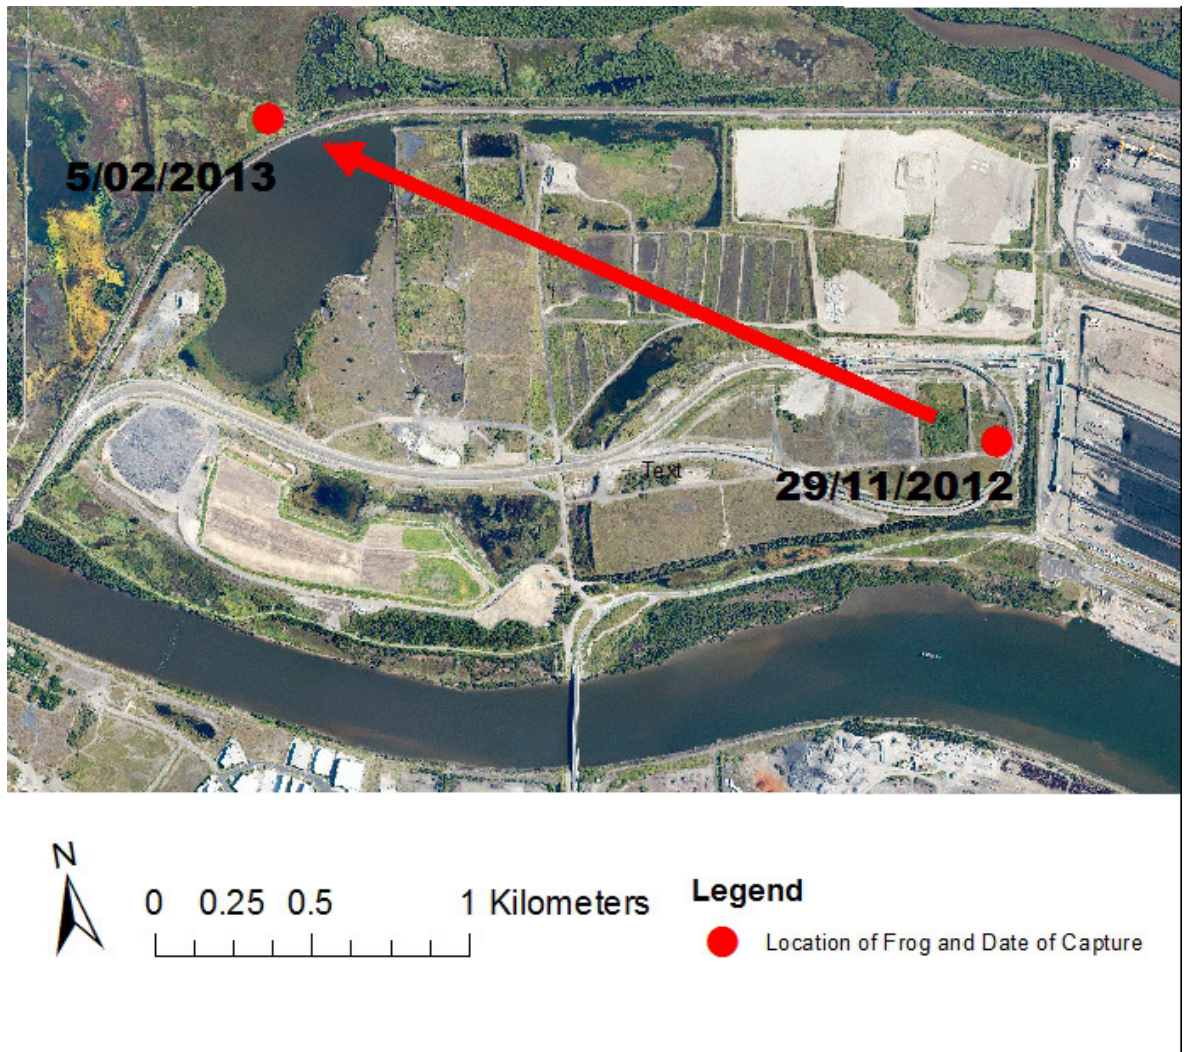 5/02/2013
Text
29/11/2012
N
0 0.25 0.5 1 Kilometers
Legend
Location of Frog and Date of Capture